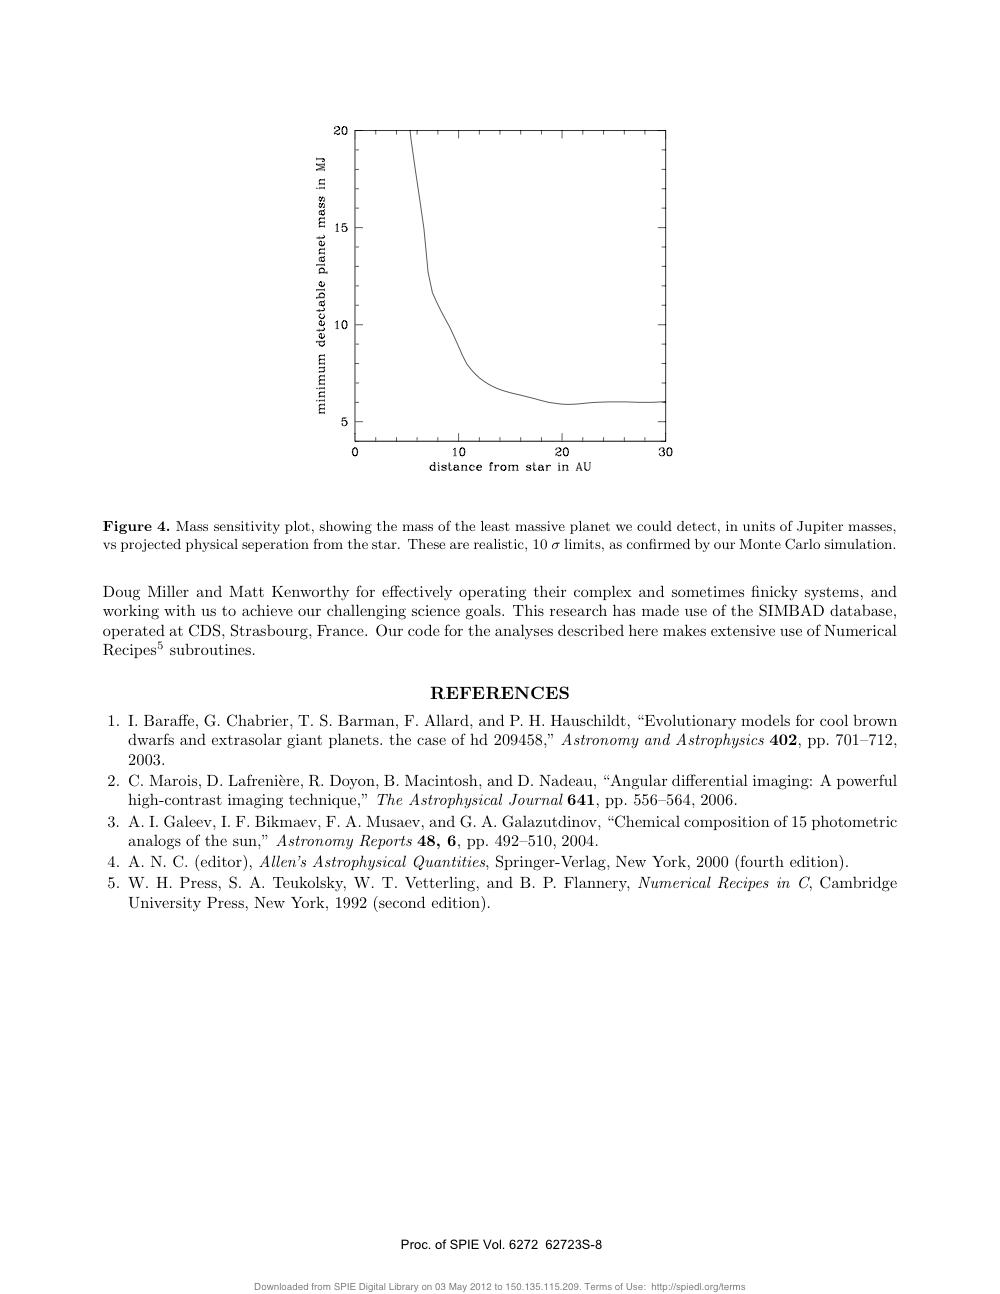 20
15
10
5
minimum detectable planet mass in MJ
0 10 20 30
distance from star in AU
Figure 4. Mass sensitivity plot, showing the mass of the least massive planet we could detect, in units of Jupiter masses,
vs projected physical seperation from the star. These are realistic, 10 σ limits, as confirmed by our Monte Carlo simulation.
Doug Miller and Matt Kenworthy for effectively operating their complex and sometimes finicky systems, and
working with us to achieve our challenging science goals. This research has made use of the SIMBAD database,
operated at CDS, Strasbourg, France. Our code for the analyses described here makes extensive use of Numerical
Recipes⁵ subroutines.
REFERENCES
1. I. Baraffe, G. Chabrier, T. S. Barman, F. Allard, and P. H. Hauschildt, “Evolutionary models for cool brown
dwarfs and extrasolar giant planets. the case of hd 209458,” Astronomy and Astrophysics 402, pp. 701–712,
2003.
2. C. Marois, D. Lafrenière, R. Doyon, B. Macintosh, and D. Nadeau, “Angular differential imaging: A powerful
high-contrast imaging technique,” The Astrophysical Journal 641, pp. 556–564, 2006.
3. A. I. Galeev, I. F. Bikmaev, F. A. Musaev, and G. A. Galazutdinov, “Chemical composition of 15 photometric
analogs of the sun,” Astronomy Reports 48, 6, pp. 492–510, 2004.
4. A. N. C. (editor), Allen’s Astrophysical Quantities, Springer-Verlag, New York, 2000 (fourth edition).
5. W. H. Press, S. A. Teukolsky, W. T. Vetterling, and B. P. Flannery, Numerical Recipes in C, Cambridge
University Press, New York, 1992 (second edition).
Proc. of SPIE Vol. 6272 62723S-8
Downloaded from SPIE Digital Library on 03 May 2012 to 150.135.115.209. Terms of Use: http://spiedl.org/terms